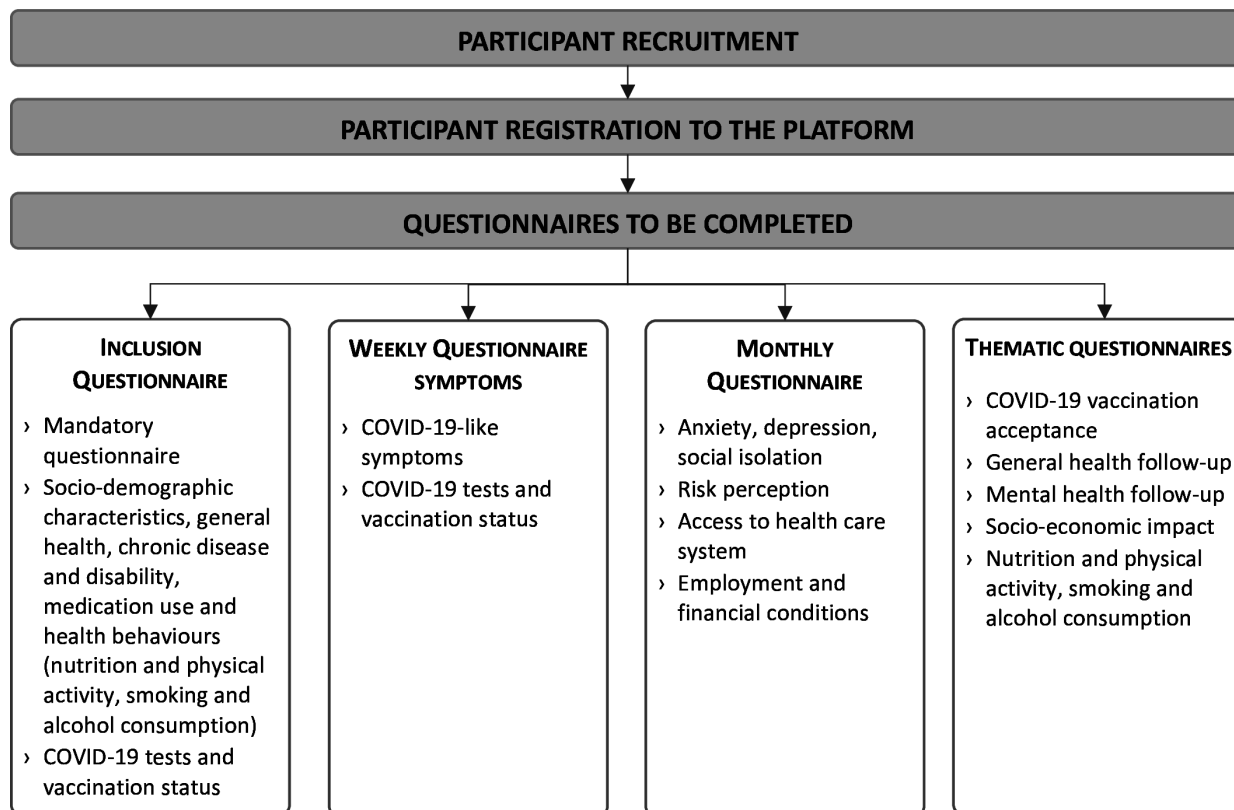 PARTICIPANT RECRUITMENT
PARTICIPANT REGISTRATION TO THE PLATFORM
QUESTIONNAIRES TO BE COMPLETED
INCLUSION
QUESTIONNAIRE
› Mandatory
questionnaire
› Socio-demographic
characteristics, general
health, chronic disease
and disability,
medication use and
health behaviours
(nutrition and physical
activity, smoking and
alcohol consumption)
› COVID-19 tests and
vaccination status
WEEKLY QUESTIONNAIRE
SYMPTOMS
› COVID-19-like
symptoms
› COVID-19 tests and
vaccination status
MONTHLY
QUESTIONNAIRE
› Anxiety, depression,
social isolation
› Risk perception
› Access to health care
system
› Employment and
financial conditions
THEMATIC QUESTIONNAIRES
› COVID-19 vaccination
acceptance
› General health follow-up
› Mental health follow-up
› Socio-economic impact
› Nutrition and physical
activity, smoking and
alcohol consumption